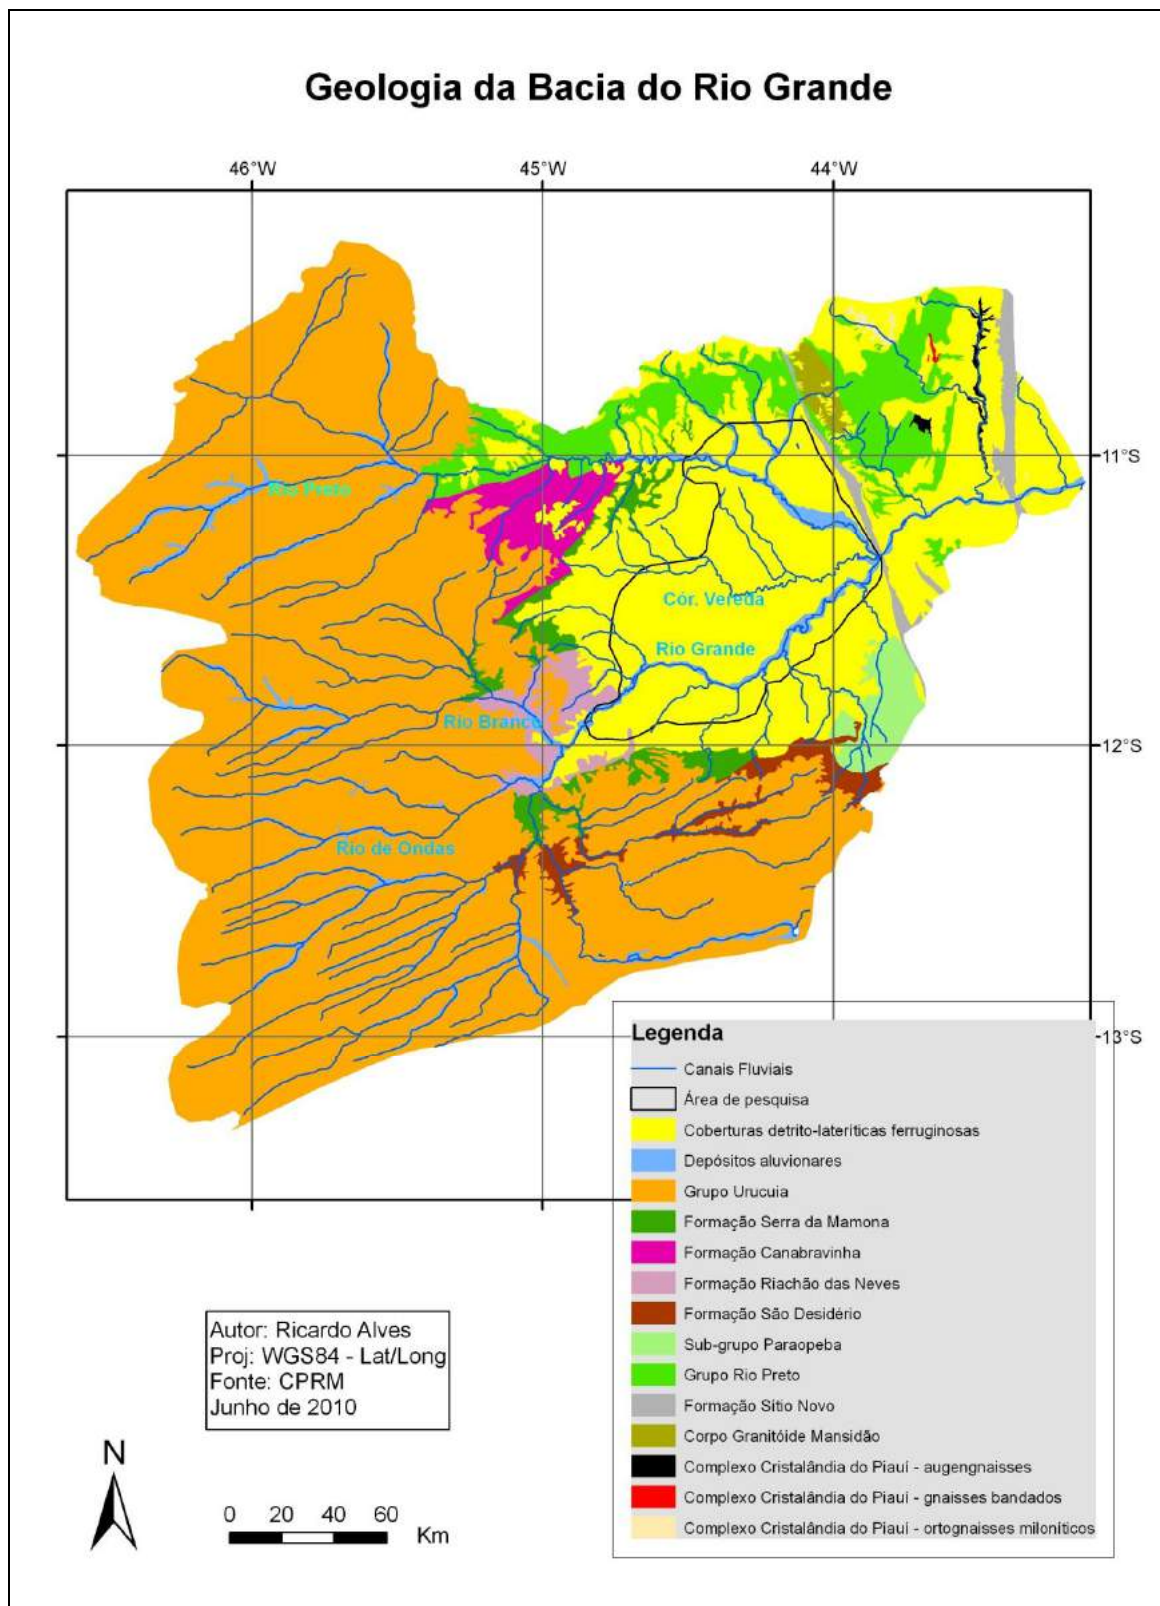 Geologia da Bacia do Rio Grande
46°W
45°W
44°W
11°S
Rio Preto
Cór. Vereda
Rio Grande
Rio Branco
12°S
Rio de Ondas
13°S
Legenda
Canais Fluviais
Área de pesquisa
Coberturas detrito-lateríticas ferruginosas
Depósitos aluvionares
Grupo Urucuia
Formação Serra da Mamona
Formação Canabravinha
Formação Riachão das Neves
Formação São Desidério
Sub-grupo Paraopeba
Grupo Rio Preto
Formação Sítio Novo
Corpo Granitóide Mansidão
Complexo Cristalândia do Piauí - augengnaisses
Complexo Cristalândia do Piauí - gnaisses bandados
Complexo Cristalândia do Piauí - ortognaisses miloníticos
Autor: Ricardo Alves
Proj: WGS84 - Lat/Long
Fonte: CPRM
Junho de 2010
N
0 20 40 60
Km